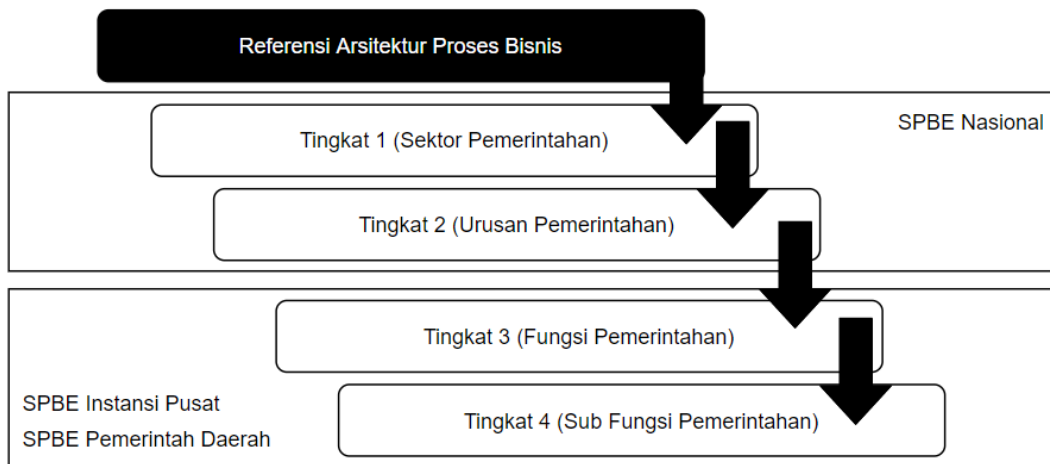 Referensi Arsitektur Proses Bisnis
SPBE Nasional
Tingkat 1 (Sektor Pemerintahan)
Tingkat 2 (Urusan Pemerintahan)
Tingkat 3 (Fungsi Pemerintahan)
SPBE Instansi Pusat
SPBE Pemerintah Daerah
Tingkat 4 (Sub Fungsi Pemerintahan)